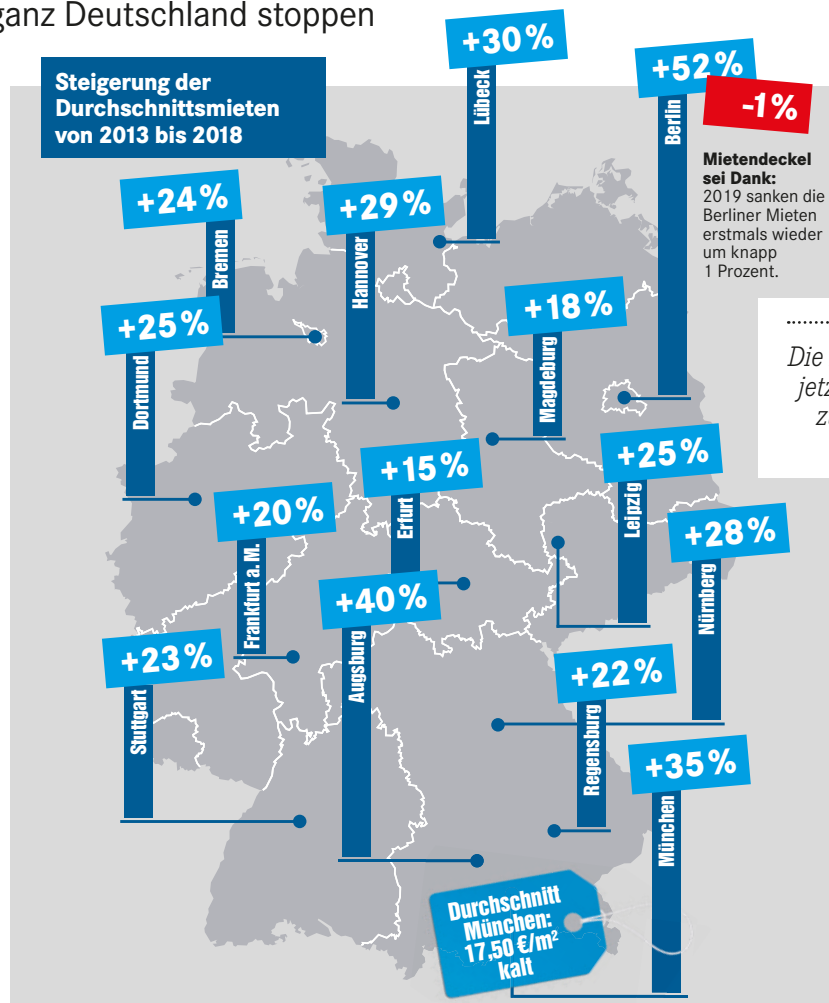 ganz Deutschland stoppen
Steigerung der
Durchschnittsmieten
von 2013 bis 2018
+30 %
Lübeck
+52 %
-1 %
Berlin
Mietendeckel
sei Dank:
2019 sanken die
Berliner Mieten
erstmals wieder
um knapp
1 Prozent.
+24 %
Bremen
+29 %
Hannover
+25 %
Dortmund
+18 %
Magdeburg
Die
jetz
+15 %
Erfurt
+25 %
Leipzig
+20 %
Frankfurt a. M.
+28 %
Nürnberg
+40 %
Augsburg
+23 %
Stuttgart
+22 %
Regensburg
+35 %
München
Durchschnitt
München:
17,50 €/m²
kalt